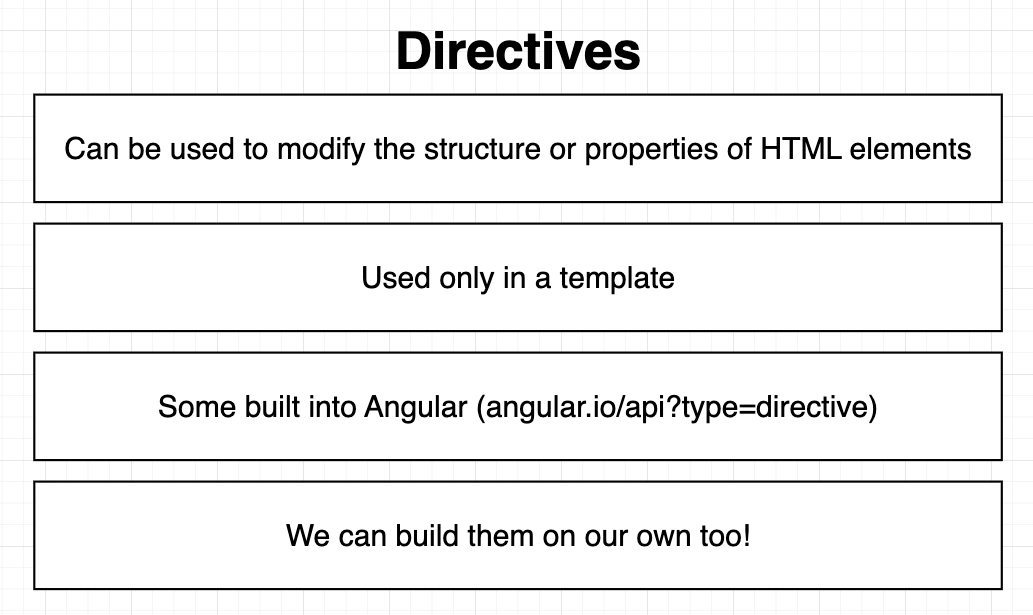 Directives
Can be used to modify the structure or properties of HTML elements
Used only in a template
Some built into Angular (angular.io/api?type=directive)
We can build them on our own too!